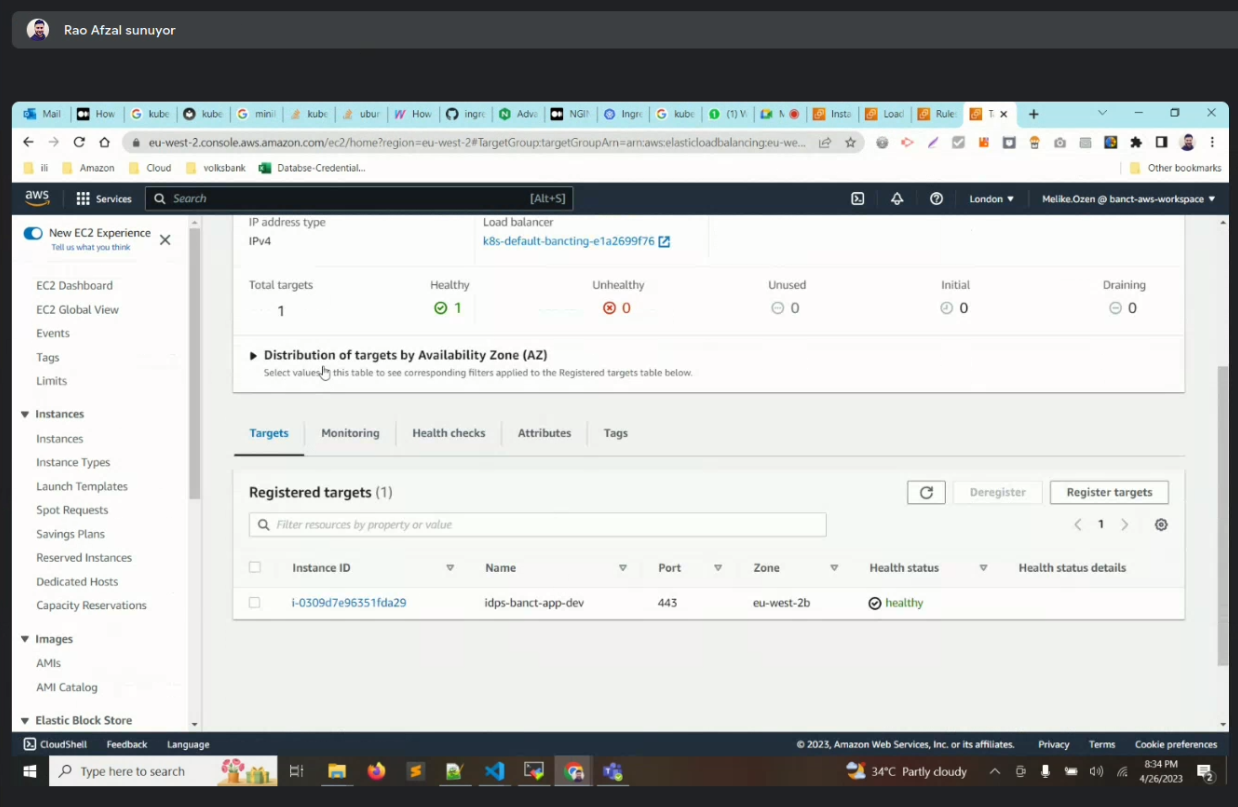 Rao Afzal sunuyor
Mail How kube kube minil kube ubur How ingre Adva NGIN Ingre kube (1) V M Insta Load Rule: T Insta
eu-west-2.console.aws.amazon.com/ec2/home?region=eu-west-2#TargetGroup:targetGroupArn=arn:aws:elasticloadbalancing:eu-we...
ili Amazon Cloud volksbank Databse-Credential... Other bookmarks
aws Services Search [Alt+S] London Melike.Ozen @ banct-aws-workspace
New EC2 Experience
Tell us what you think
EC2 Dashboard
EC2 Global View
Events
Tags
Limits
Instances
Instances
Instance Types
Launch Templates
Spot Requests
Savings Plans
Reserved Instances
Dedicated Hosts
Capacity Reservations
Images
AMIs
AMI Catalog
Elastic Block Store
IP address type Load balancer
IPv4 k8s-default-bancting-e1a2699f76
Total targets Healthy Unhealthy Unused Initial Draining
1 1 0 0 0 0
Distribution of targets by Availability Zone (AZ)
Select values this table to see corresponding filters applied to the Registered targets table below.
Targets Monitoring Health checks Attributes Tags
Registered targets (1) Deregister Register targets
Filter resources by property or value 1
Instance ID Name Port Zone Health status Health status details
i-0309d7e96351fda29 idps-banct-app-dev 443 eu-west-2b healthy
CloudShell Feedback Language © 2023, Amazon Web Services, Inc. or its affiliates. Privacy Terms Cookie preferences
Type here to search 34°C Partly cloudy 8:34 PM
4/26/2023 2